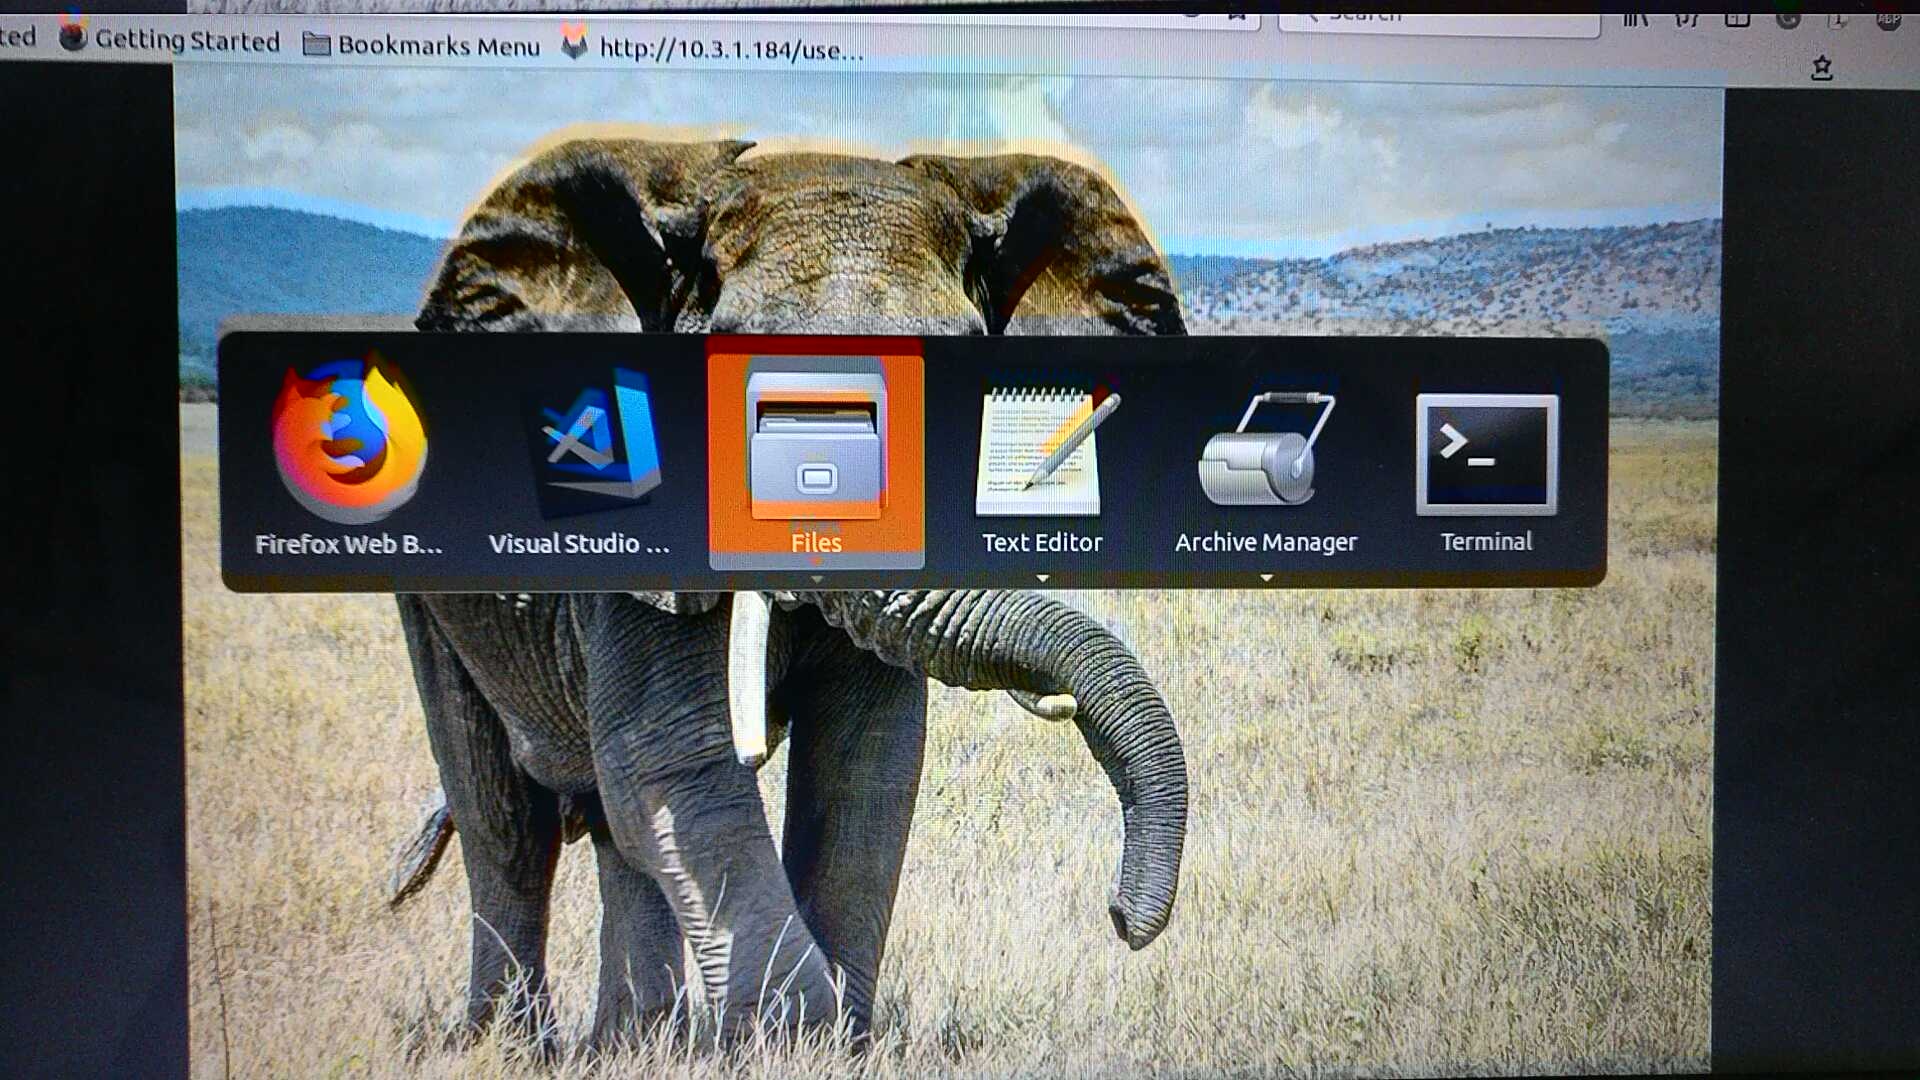 ted Getting Started Bookmarks Menu http://10.3.1.184/use...
Search
ABP
Firefox Web B... Visual Studio ... Files Text Editor Archive Manager Terminal